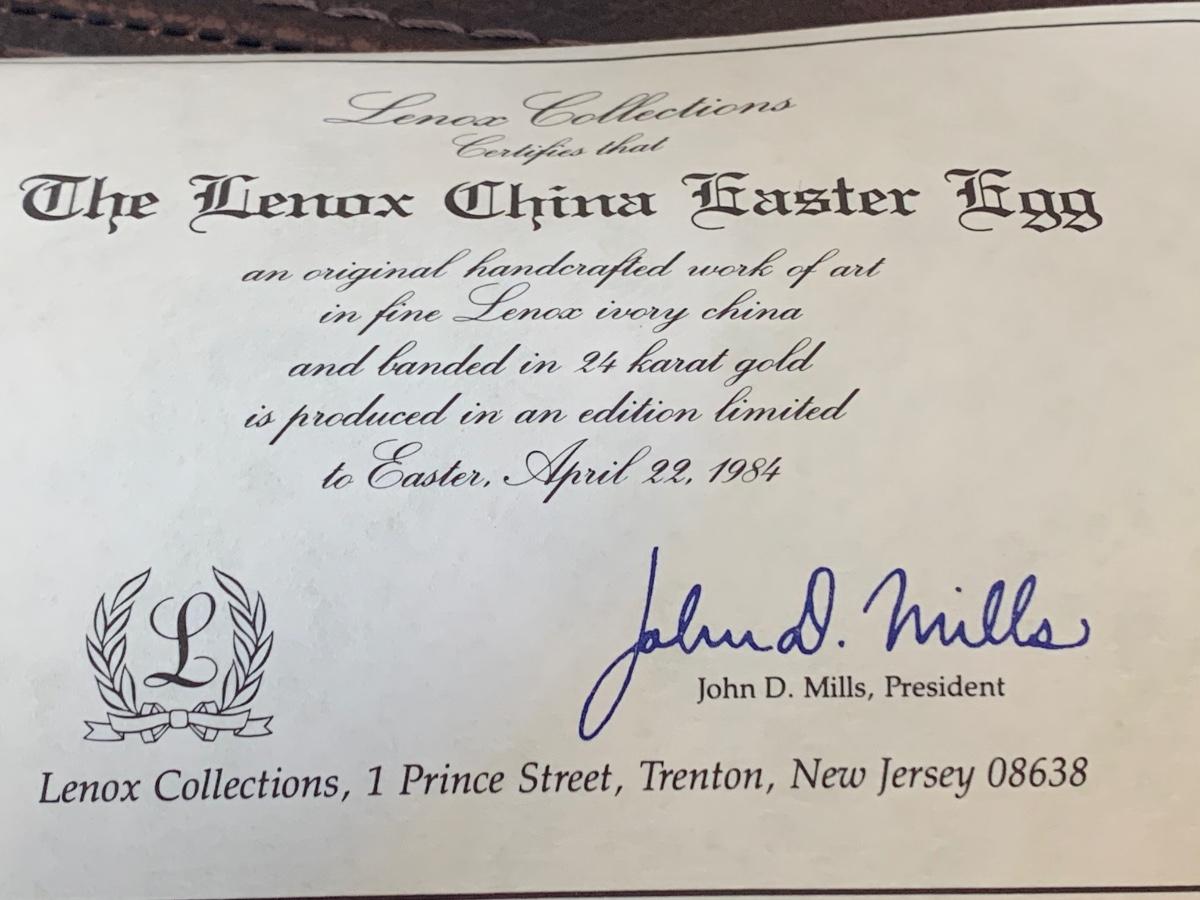 Lenox Collections
Certifies that
The Lenox China Easter Egg
an original handcrafted work of art
in fine Lenox ivory china
and banded in 24 karat gold
is produced in an edition limited
to Easter, April 22, 1984
L
John D. Mills
John D. Mills, President
Lenox Collections, 1 Prince Street, Trenton, New Jersey 08638